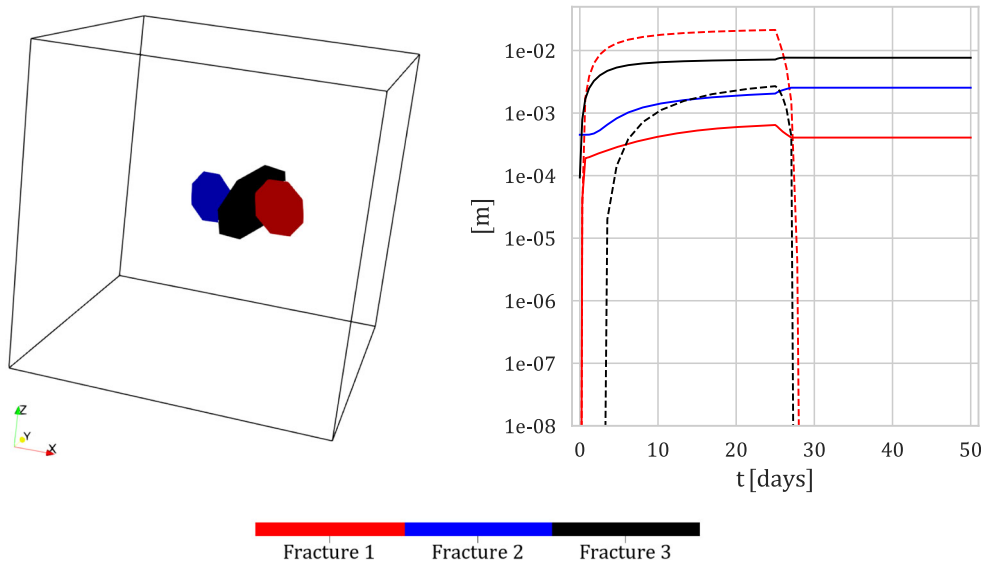 Z
Y
X
[m]
1e-02
1e-03
1e-04
1e-05
1e-06
1e-07
1e-08
0 10 20 30 40 50
t [days]
Fracture 1 Fracture 2 Fracture 3